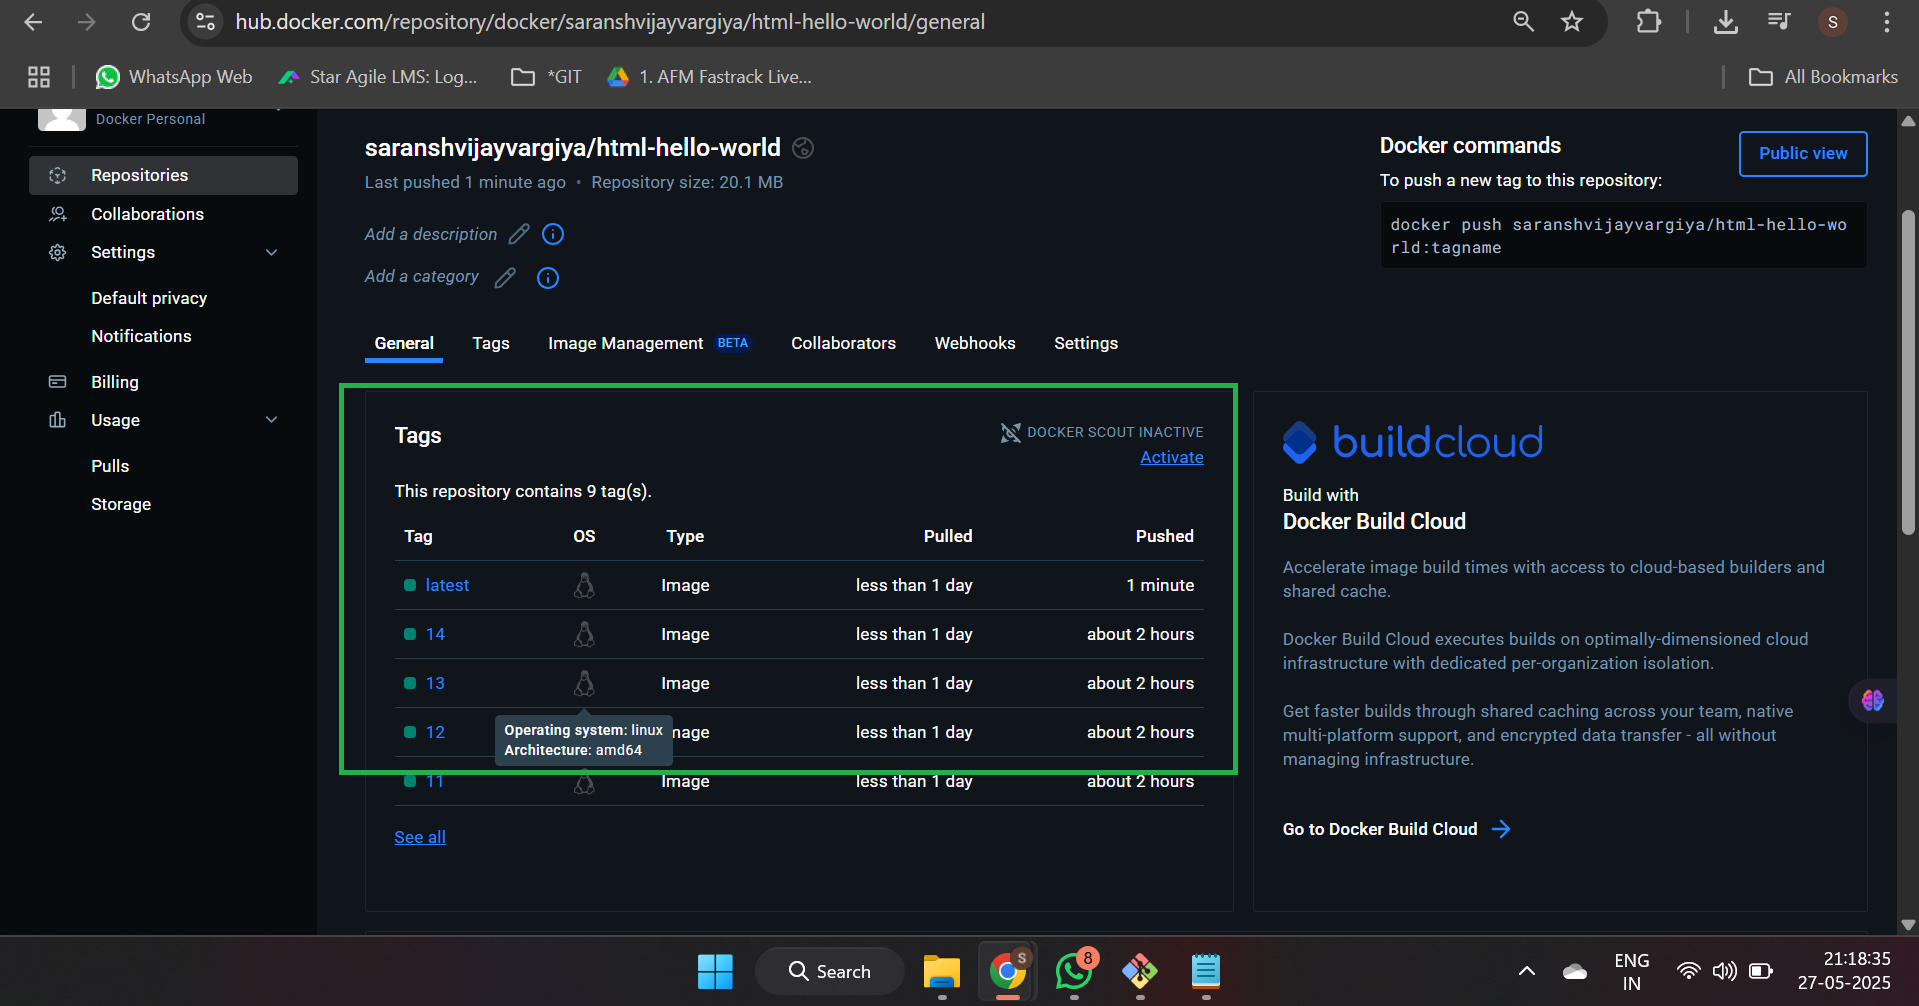 hub.docker.com/repository/docker/saranshvijayvargiya/html-hello-world/general
S
WhatsApp Web
Star Agile LMS: Log...
*GIT
1. AFM Fastrack Live...
All Bookmarks
Docker Personal
Repositories
Collaborations
Settings
Default privacy
Notifications
Billing
Usage
Pulls
Storage
saranshvijayvargiya/html-hello-world
Last pushed 1 minute ago • Repository size: 20.1 MB
Add a description
Add a category
Docker commands
Public view
To push a new tag to this repository:
docker push saranshvijayvargiya/html-hello-wo
rld:tagname
General Tags Image Management BETA Collaborators Webhooks Settings
Tags
DOCKER SCOUT INACTIVE
Activate
This repository contains 9 tag(s).
Tag OS Type Pulled Pushed
latest Image less than 1 day 1 minute
14 Image less than 1 day about 2 hours
13 Image less than 1 day about 2 hours
12 mage less than 1 day about 2 hours
Operating system: linux
Architecture: amd64
11 Image less than 1 day about 2 hours
See all
buildcloud
Build with
Docker Build Cloud
Accelerate image build times with access to cloud-based builders and
shared cache.
Docker Build Cloud executes builds on optimally-dimensioned cloud
infrastructure with dedicated per-organization isolation.
Get faster builds through shared caching across your team, native
multi-platform support, and encrypted data transfer - all without
managing infrastructure.
Go to Docker Build Cloud
Search
S
8
ENG
IN
21:18:35
27-05-2025